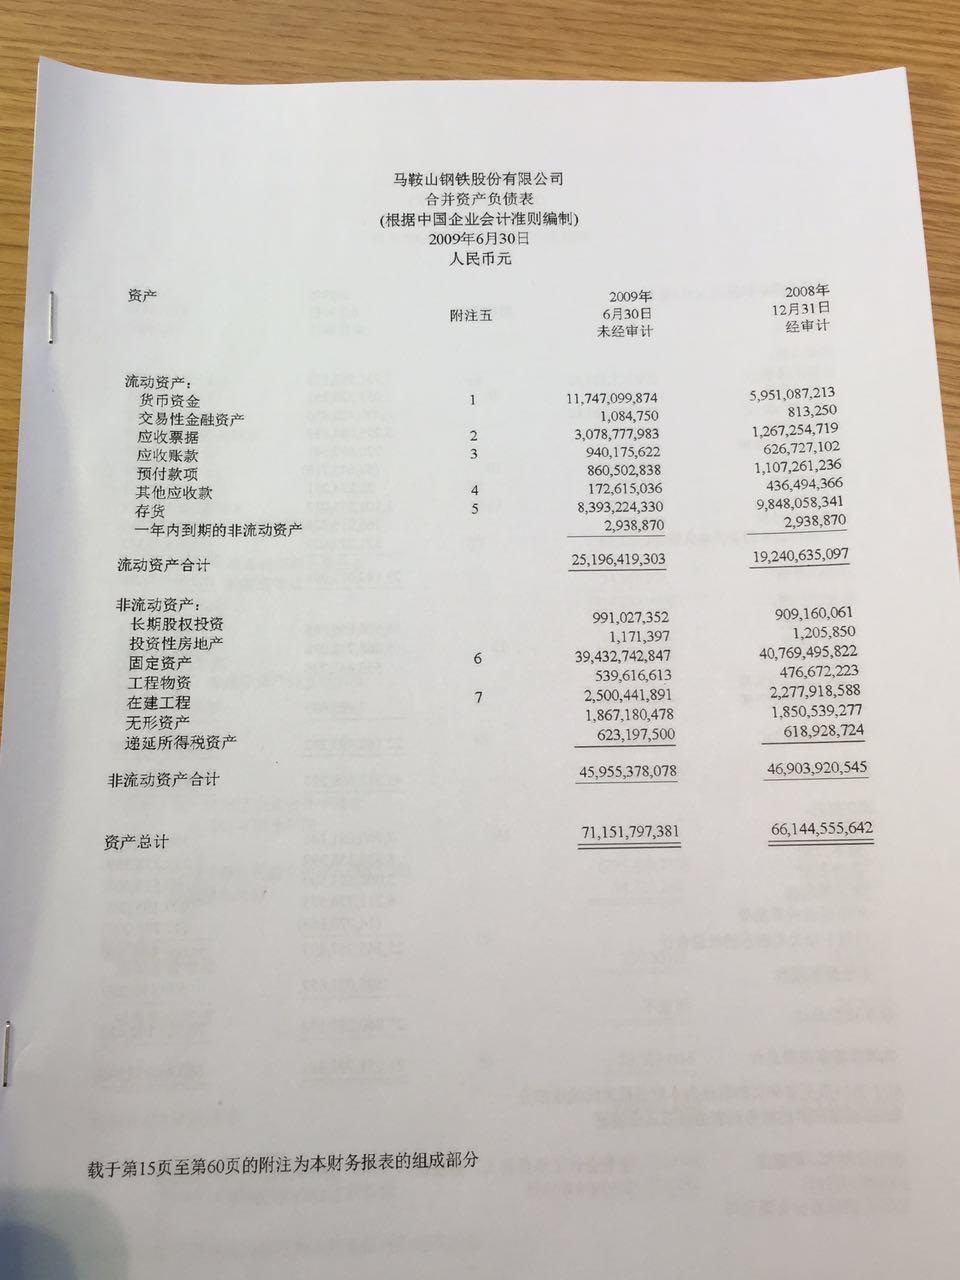 马鞍山钢铁股份有限公司
合并资产负债表
(根据中国企业会计准则编制)
2009年6月30日
人民币元
资产 附注五 2009年 6月30日 未经审计 2008年 12月31日 经审计
流动资产：
货币资金 1 11,747,099,874 5,951,087,213
交易性金融资产 1,084,750 813,250
应收票据 2 3,078,777,983 1,267,254,719
应收账款 3 940,175,622 626,727,102
预付款项 860,502,838 1,107,261,236
其他应收款 4 172,615,036 436,494,366
存货 5 8,393,224,330 9,848,058,341
一年内到期的非流动资产 2,938,870 2,938,870
流动资产合计 25,196,419,303 19,240,635,097
非流动资产：
长期股权投资 991,027,352 909,160,061
投资性房地产 1,171,397 1,205,850
固定资产 6 39,432,742,847 40,769,495,822
工程物资 539,616,613 476,672,223
在建工程 7 2,500,441,891 2,277,918,588
无形资产 1,867,180,478 1,850,539,277
递延所得税资产 623,197,500 618,928,724
非流动资产合计 45,955,378,078 46,903,920,545
资产总计 71,151,797,381 66,144,555,642
载于第15页至第60页的附注为本财务报表的组成部分